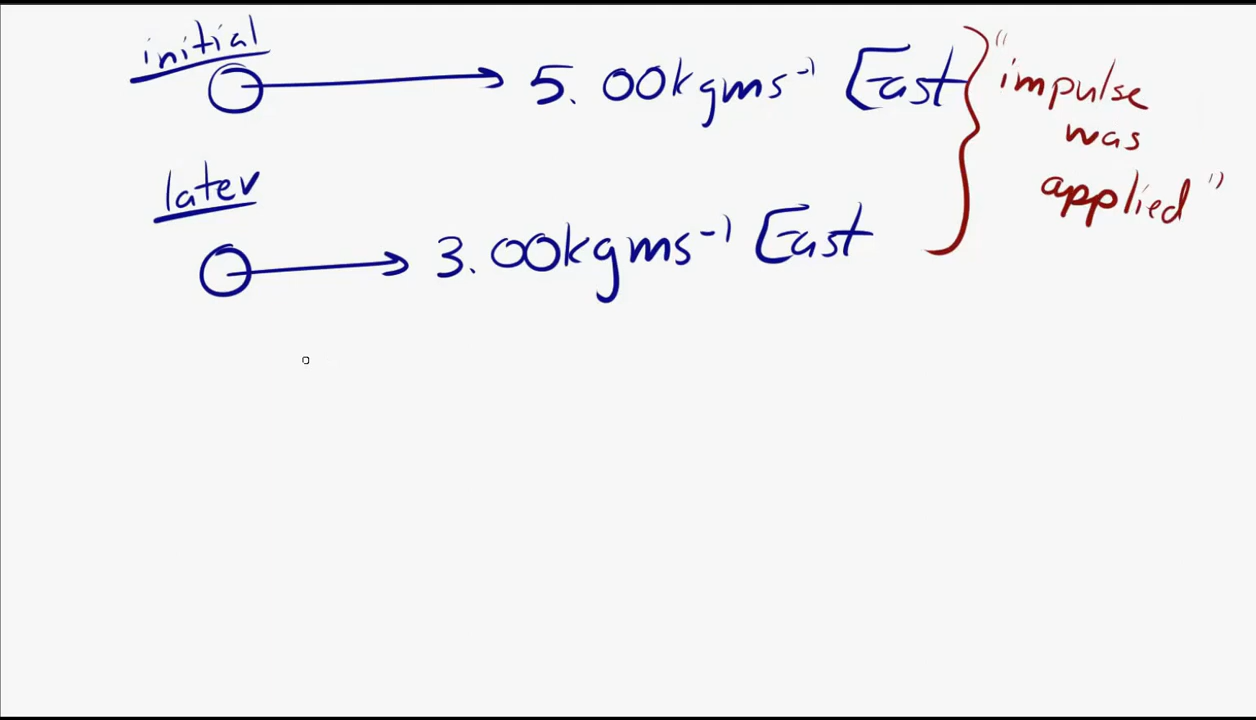 initial
5.00kgms⁻¹ East
later
3.00kgms⁻¹ East
"impulse
was
applied"